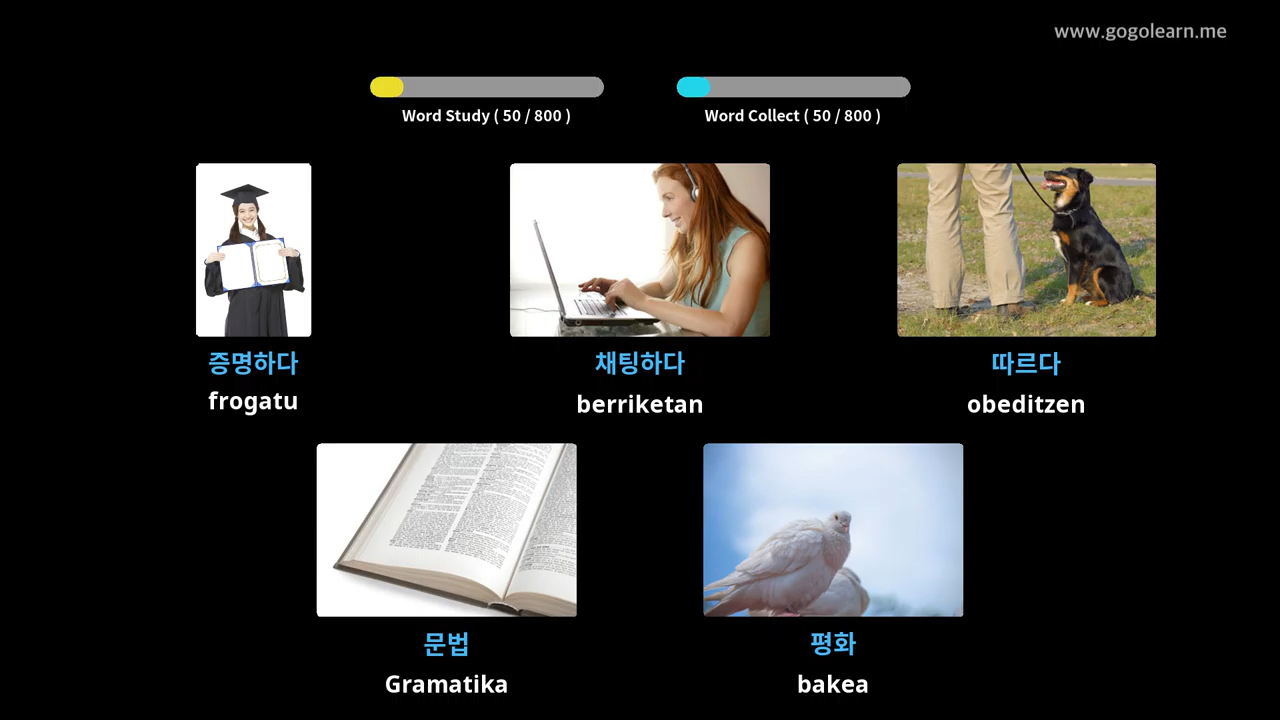 www.gogolearn.me
Word Study ( 50 / 800 )
Word Collect ( 50 / 800 )
증명하다
frogatu
채팅하다
berriketan
따르다
obeditzen
문법
Gramatika
평화
bakea